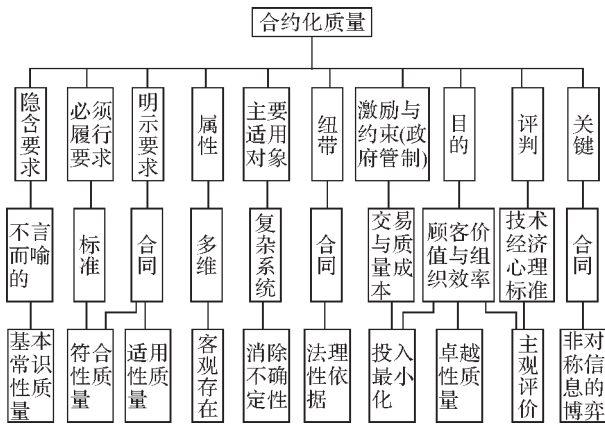 合约化质量
隐含要求
必须
履行
要求
明示要求
属性
主要
适用
对象
纽带
激励与
约束(政
府管制)
目的
评判
关键
不言
而喻
的
标准
合同
多维
复杂系统
合同
交易
与质
量成
本
顾客价
值与组
织效率
技术
经济
心理
标准
合同
基本
常识
性质
量
符合
性质
量
适用
性质
量
客观存在
消除
不确
定性
法理
性依
据
投入
最小
化
卓越
性质
量
主观评价
非对
称信
息的
博弈